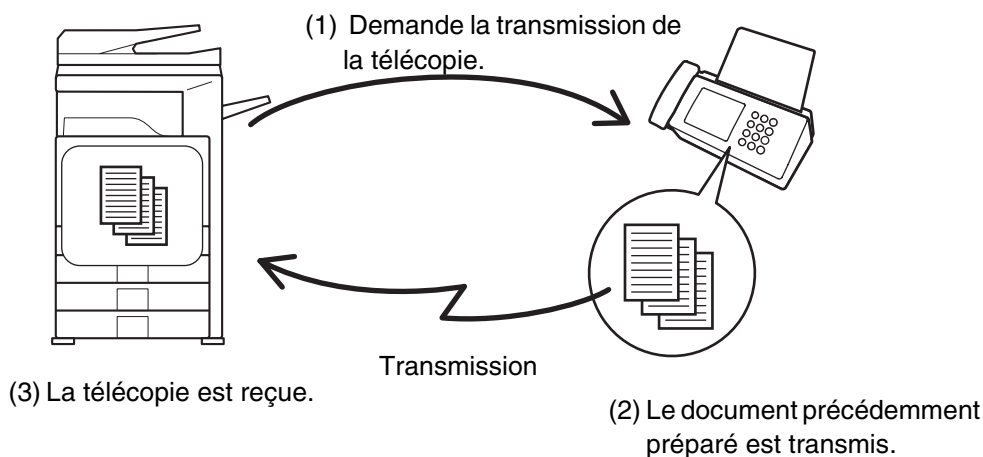 (1) Demande la transmission de
la télécopie.
Transmission
(3) La télécopie est reçue.
(2) Le document précédemment
préparé est transmis.